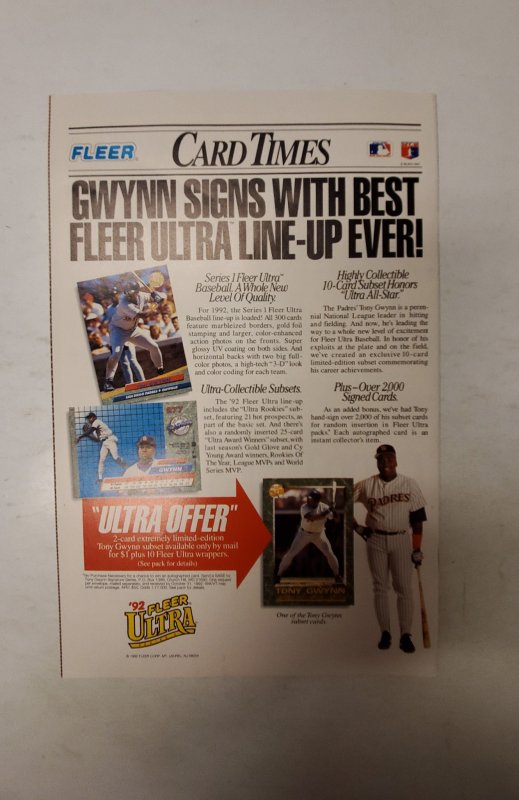 FLEER
CARD TIMES
GWYNN SIGNS WITH BEST
FLEER ULTRA™ LINE-UP EVER!
Series I Fleer Ultra™
Baseball. A Whole New
Level Of Quality.
For 1992, the Series I Fleer Ultra
Baseball line-up is loaded! All 300 cards
feature marbleized borders, gold foil
stamping and larger, color-enhanced
action photos on the fronts. Super
glossy UV coating on both sides. And
horizontal backs with two big full-
color photos, a high-tech "3-D" look
and color coding for each team.
Ultra-Collectible Subsets.
The '92 Fleer Ultra line-up
includes the "Ultra Rookies" sub-
set, featuring 21 hot prospects, as
part of the basic set. And there's
also a randomly inserted 25-card
"Ultra Award Winners" subset, with
last season's Gold Glove and Cy
Young Award winners, Rookies Of
The Year, League MVPs and World
Series MVP.
Highly Collectible
10-Card Subset Honors
"Ultra All-Star."
The Padres' Tony Gwynn is a peren-
nial National League leader in hitting
and fielding. And now, he's leading the
way to a whole new level of excitement
for Fleer Ultra Baseball. In honor of his
exploits at the plate and on the field,
we've created an exclusive 10-card
limited-edition subset commemorating
his career achievements.
Plus–Over 2,000
Signed Cards.
As an added bonus, we've had Tony
hand-sign over 2,000 of his subset cards
for random insertion in Fleer Ultra
packs.* Each autographed card is an
instant collector's item.
GWYNN
"ULTRA OFFER"
2-card extremely limited-edition
Tony Gwynn subset available only by mail
for $1 plus 10 Fleer Ultra wrappers.
(See pack for details)
TONY GWYNN
PADRES
One of the Tony Gwynn
subset cards.
'92
FLEER
ULTRA